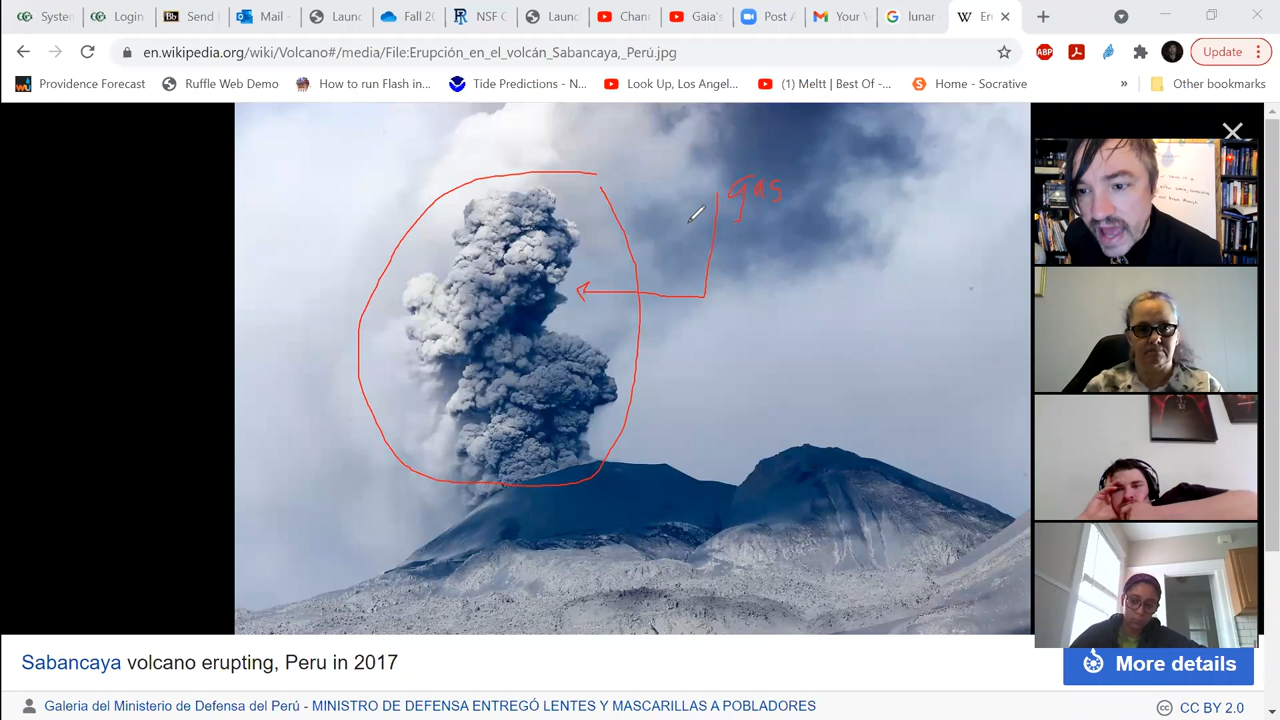 System
Login
Send
Mail -
Launc
Fall 20
NSF C
Launc
Chan
Gaia's
Post A
Your V
lunar
Er
en.wikipedia.org/wiki/Volcano#/media/File:Erupción_en_el_volcán_Sabancaya,_Perú.jpg
ABP
Update
Providence Forecast
Ruffle Web Demo
How to run Flash in...
Tide Predictions - N...
Look Up, Los Angel...
(1) Meltt | Best Of -...
Home - Socrative
»
Other bookmarks
gas
Sabancaya volcano erupting, Peru in 2017
More details
Galeria del Ministerio de Defensa del Perú - MINISTRO DE DEFENSA ENTREGÓ LENTES Y MASCARILLAS A POBLADORES
CC BY 2.0